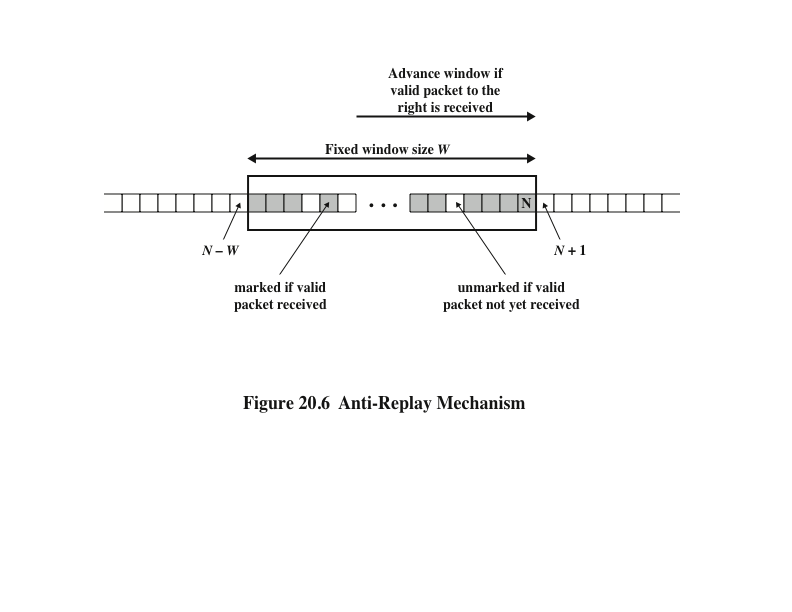 Advance window if
valid packet to the
right is received
Fixed window size W
• • •
N
N – W
N + 1
marked if valid
packet received
unmarked if valid
packet not yet received
Figure 20.6 Anti-Replay Mechanism